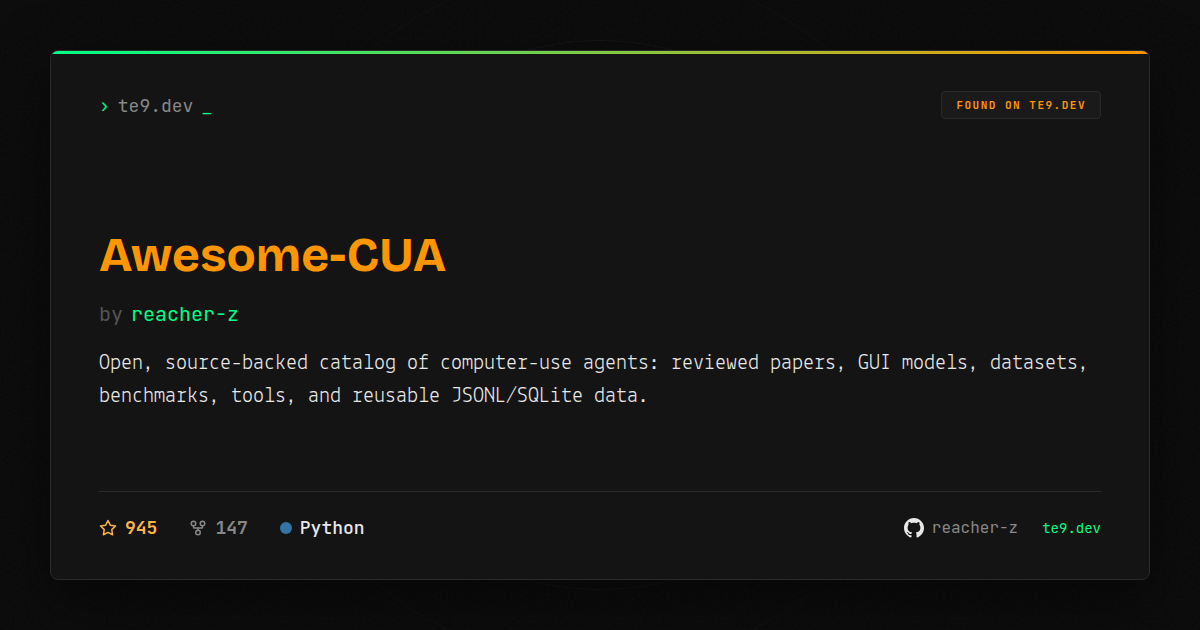 › te9.dev _
FOUND ON TE9.DEV
Awesome-CUA
by reacher-z
Open, source-backed catalog of computer-use agents: reviewed papers, GUI models, datasets,
benchmarks, tools, and reusable JSONL/SQLite data.
945 147 Python
reacher-z te9.dev